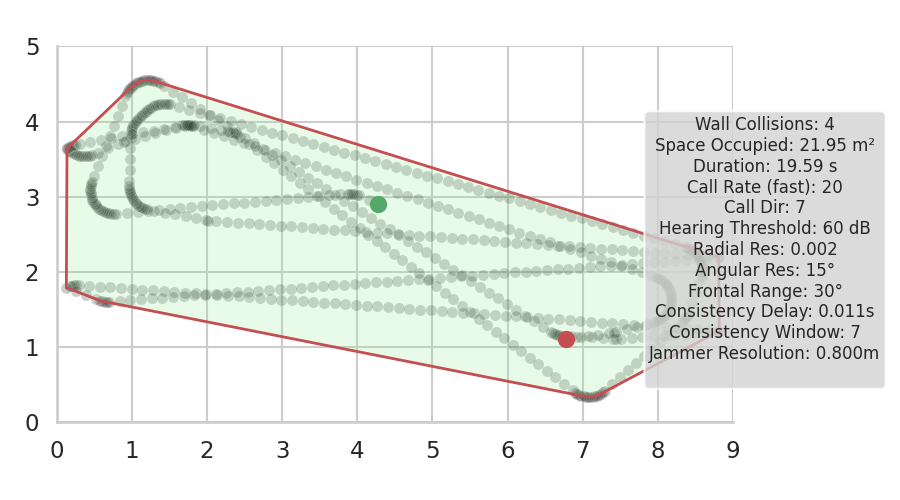 5
4
3
2
1
0
0 1 2 3 4 5 6 7 8 9
Wall Collisions: 4
Space Occupied: 21.95 m²
Duration: 19.59 s
Call Rate (fast): 20
Call Dir: 7
Hearing Threshold: 60 dB
Radial Res: 0.002
Angular Res: 15°
Frontal Range: 30°
Consistency Delay: 0.011s
Consistency Window: 7
Jammer Resolution: 0.800m